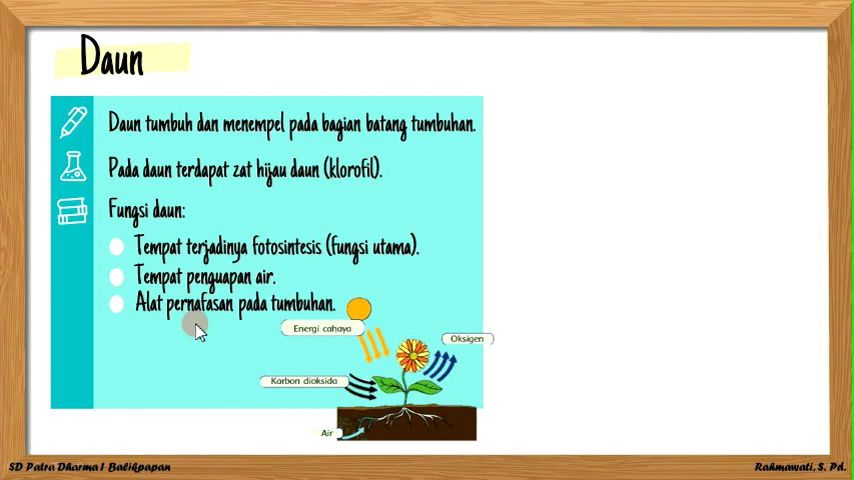 Daun
Daun tumbuh dan menempel pada bagian batang tumbuhan.
Pada daun terdapat zat hijau daun (klorofil).
Fungsi daun:
Tempat terjadinya fotosintesis (fungsi utama).
Tempat penguapan air.
Alat pernafasan pada tumbuhan.
Energi cahaya
Oksigen
Karbon dioksida
Air
SD Patra Dharma 1 Balikpapan
Rahmawati, S. Pd.